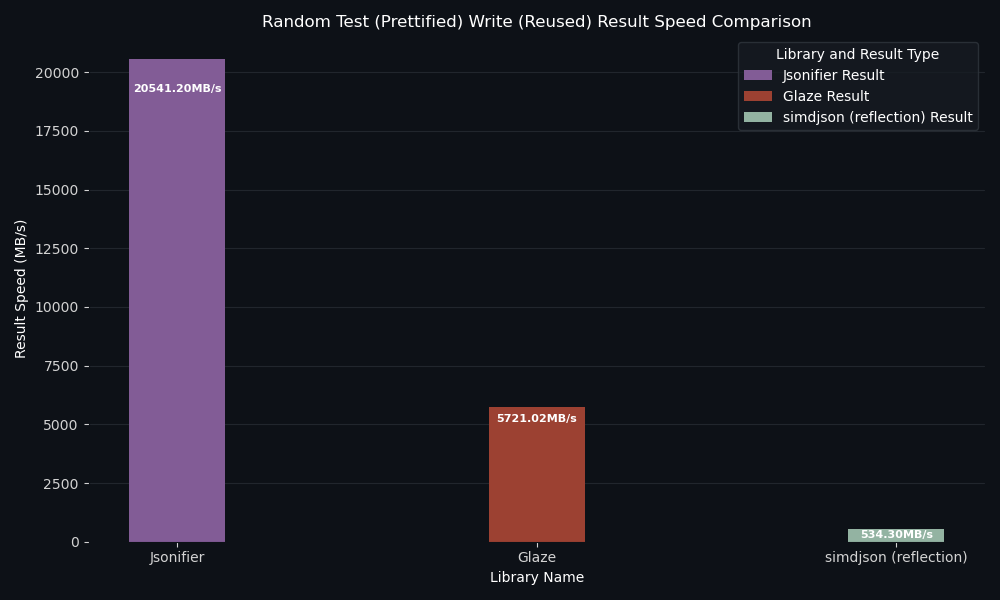 Random Test (Prettified) Write (Reused) Result Speed Comparison
Library and Result Type
Jsonifier Result
Glaze Result
simdjson (reflection) Result
20000
17500
15000
12500
10000
7500
5000
2500
0
Result Speed (MB/s)
20541.20MB/s
5721.02MB/s
534.30MB/s
Jsonifier
Glaze
simdjson (reflection)
Library Name